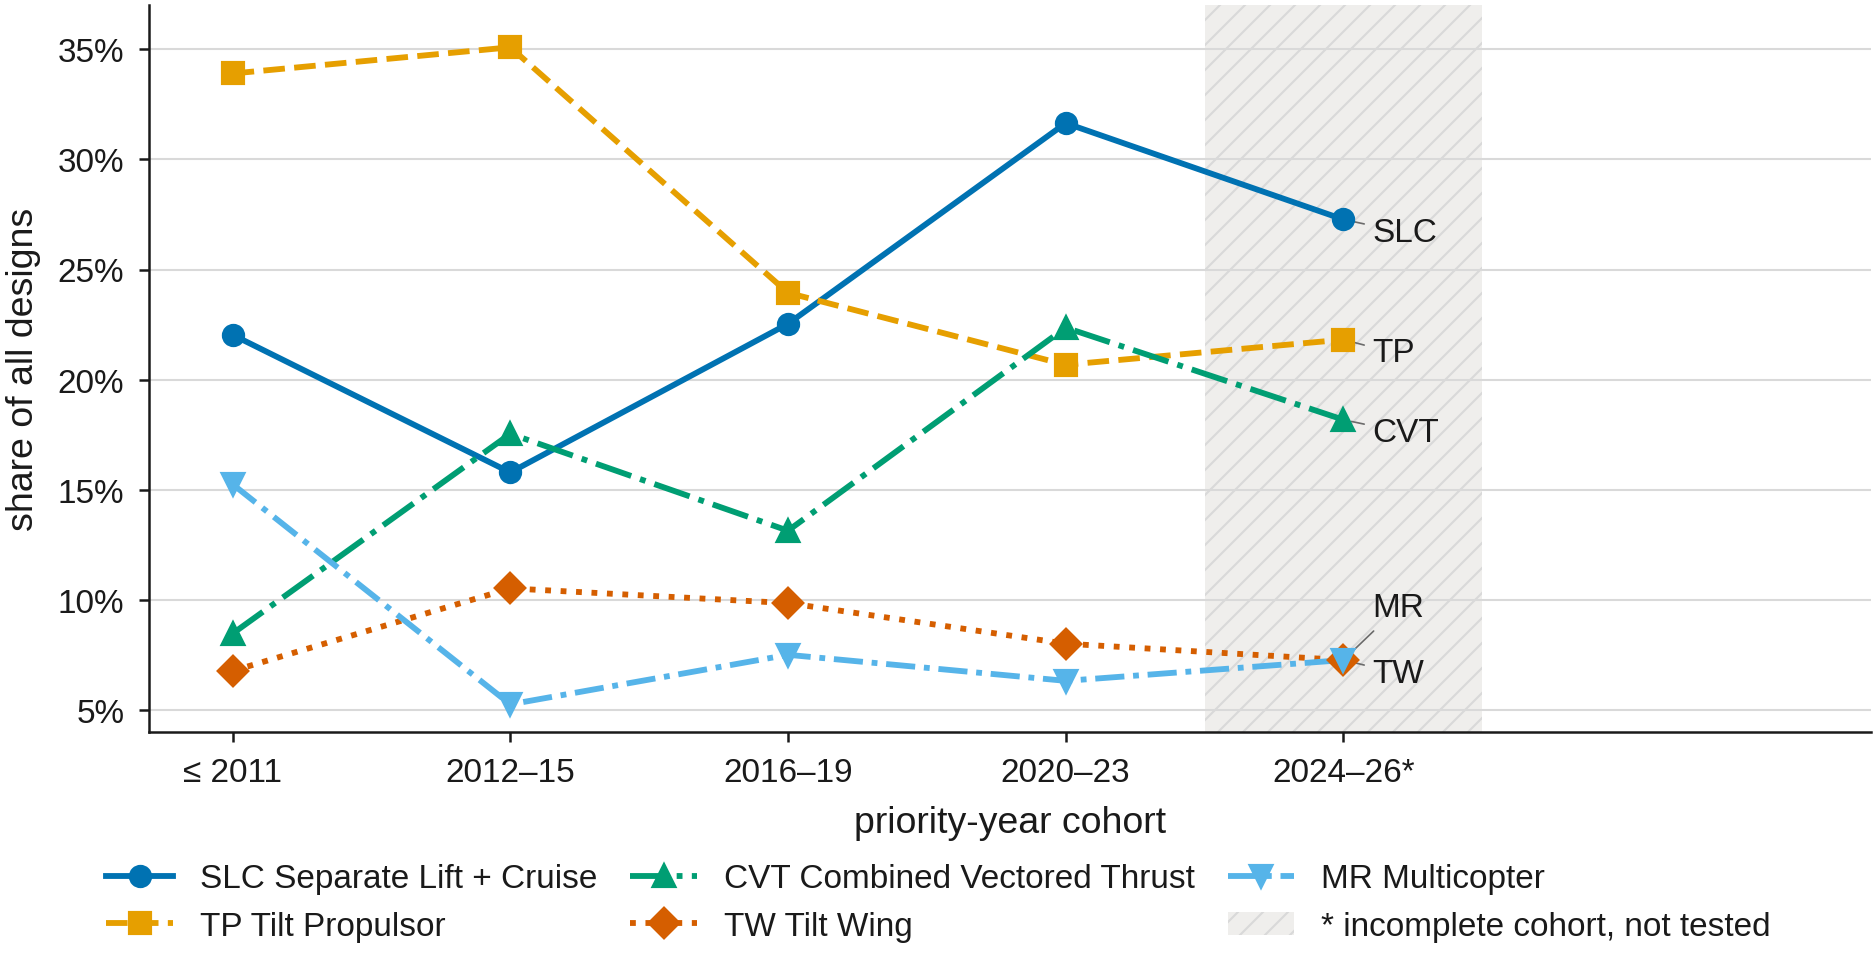 35%
30%
25%
20%
15%
10%
5%
share of all designs
SLC
TP
CVT
MR
TW
≤ 2011
2012–15
2016–19
2020–23
2024–26*
priority-year cohort
SLC Separate Lift + Cruise
TP Tilt Propulsor
CVT Combined Vectored Thrust
TW Tilt Wing
MR Multicopter
* incomplete cohort, not tested